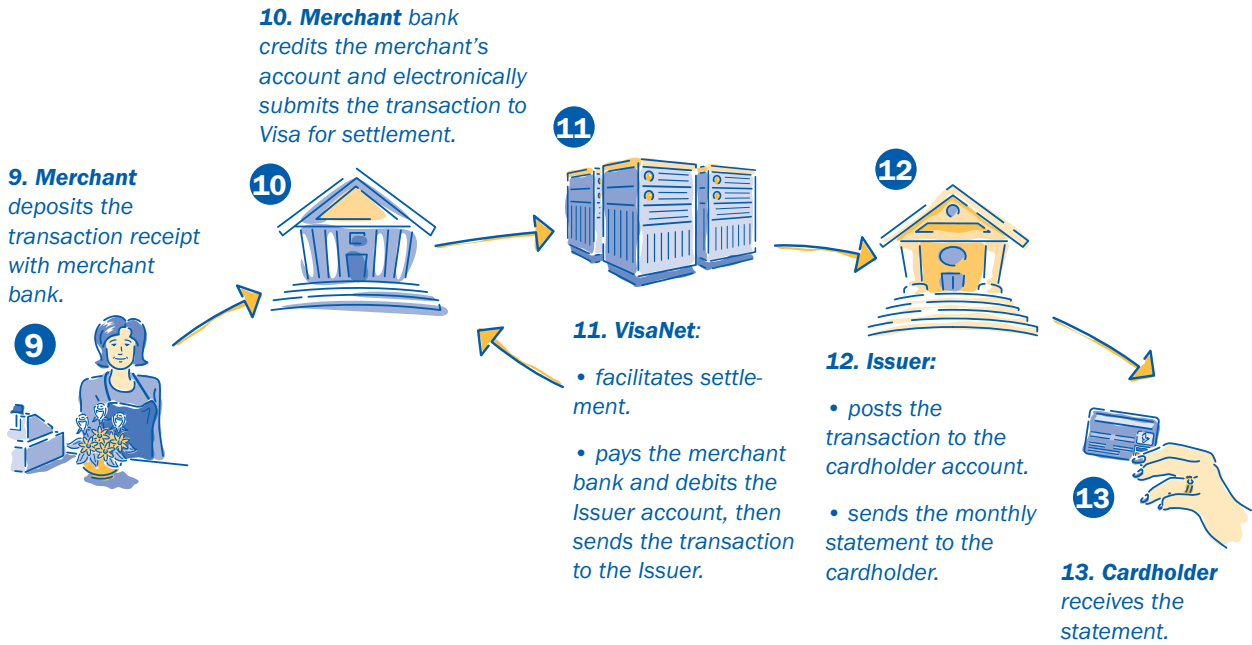 10. Merchant bank
credits the merchant's
account and electronically
submits the transaction to
Visa for settlement.
11
12
10
9. Merchant
deposits the
transaction receipt
with merchant
bank.
9
11. VisaNet:
• facilitates settle-
ment.
• pays the merchant
bank and debits the
Issuer account, then
sends the transaction
to the Issuer.
12. Issuer:
• posts the
transaction to the
cardholder account.
• sends the monthly
statement to the
cardholder.
13
13. Cardholder
receives the
statement.